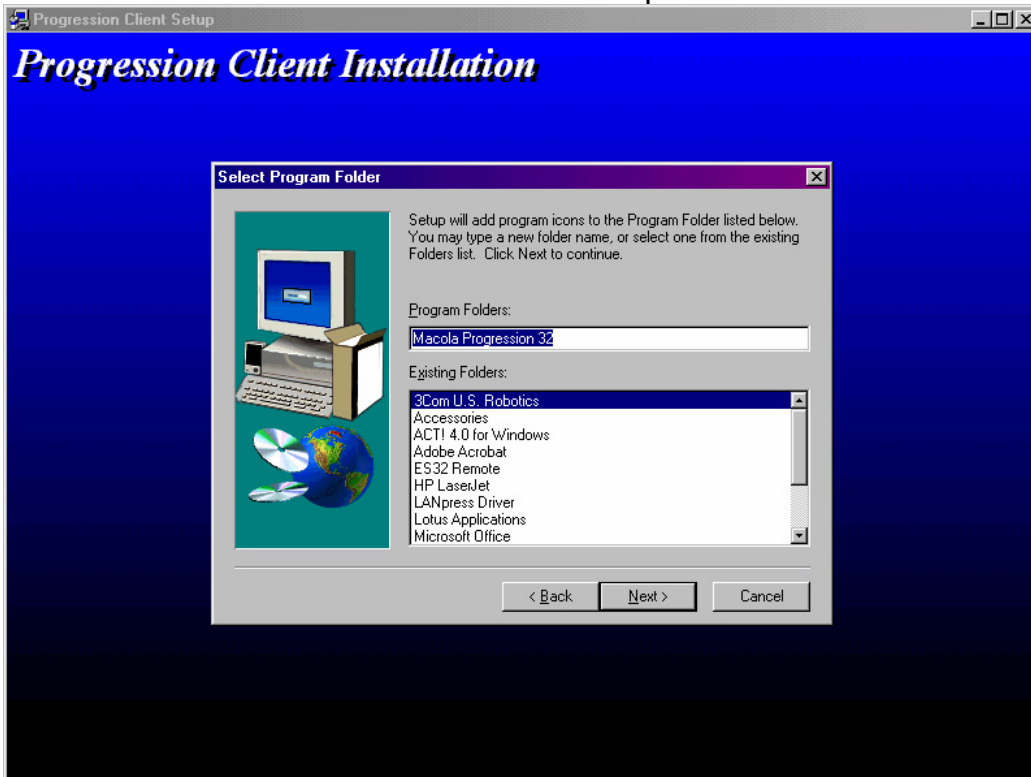 Progression Client Setup
Progression Client Installation
Select Program Folder
Setup will add program icons to the Program Folder listed below.
You may type a new folder name, or select one from the existing
Folders list. Click Next to continue.
Program Folders:
Macola Progression 32
Existing Folders:
3Com U.S. Robotics
Accessories
ACT! 4.0 for Windows
Adobe Acrobat
ES32 Remote
HP LaserJet
LANpress Driver
Lotus Applications
Microsoft Office
< Back
Next >
Cancel